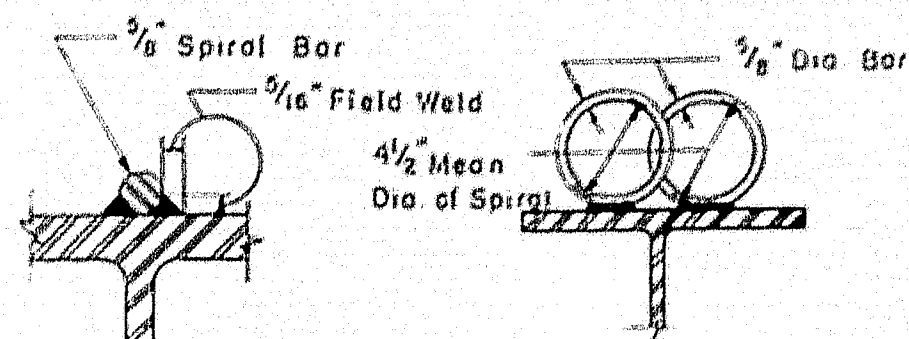 5/8" Spiral Bar
5/16" Field Weld
4 1/2" Mean
Dia. of Spiral
5/8" Dia Bar